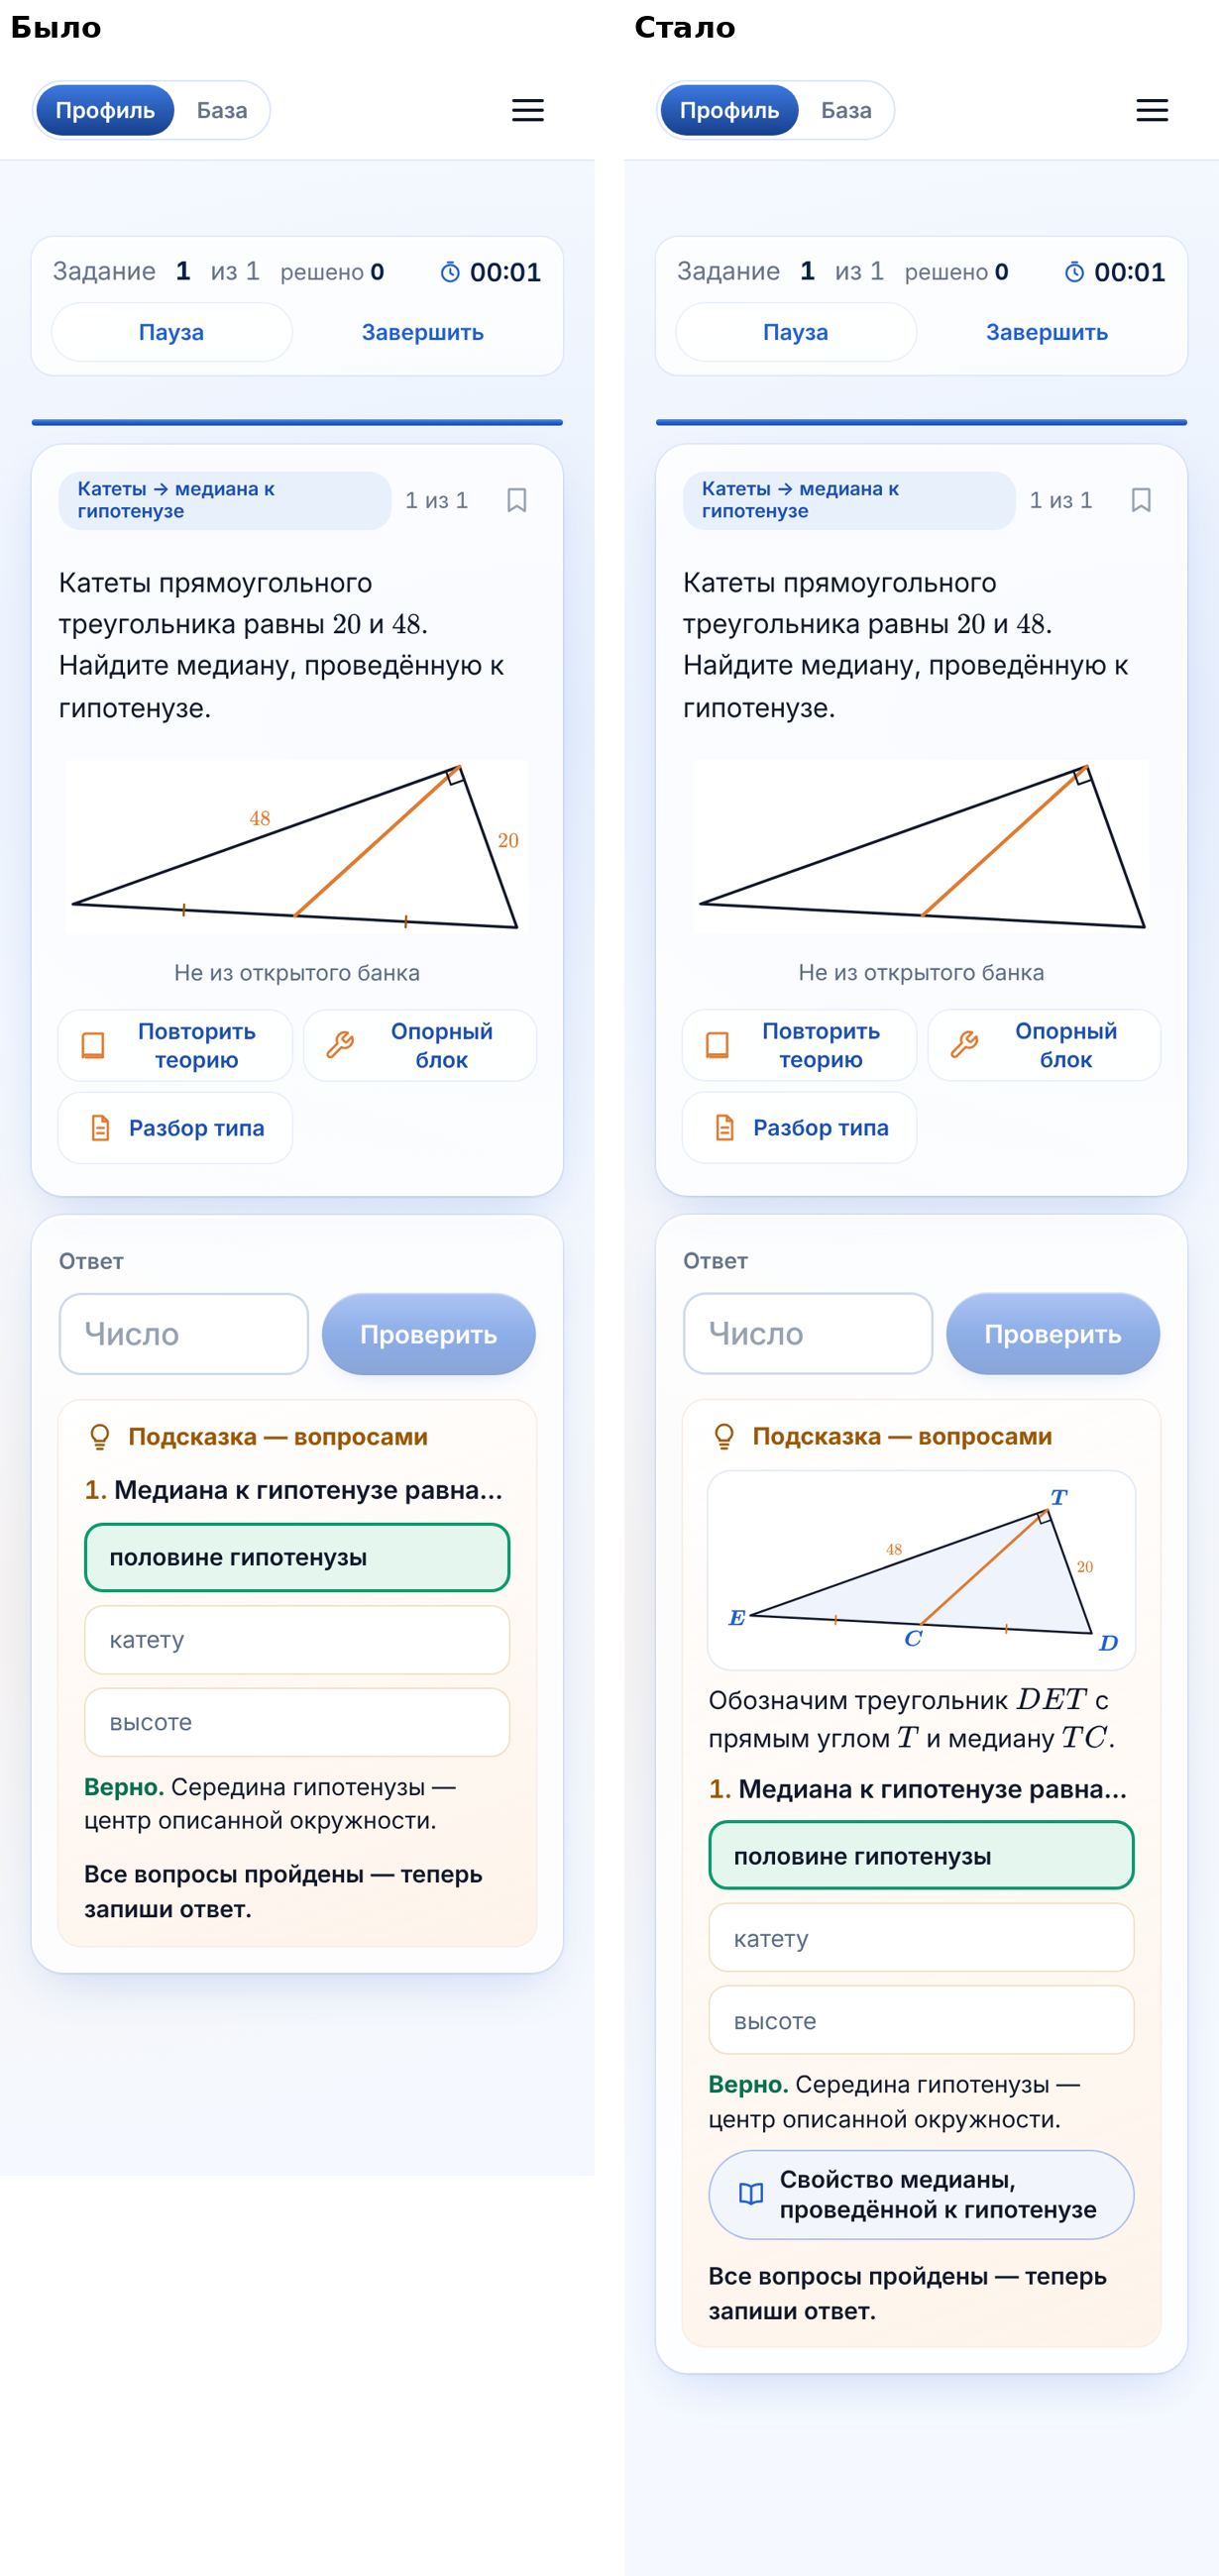 Было
Профиль База
Задание 1 из 1 решено 0 00:01
Пауза Завершить
Катеты → медиана к
гипотенузе
1 из 1
Катеты прямоугольного
треугольника равны 20 и 48.
Найдите медиану, проведённую к
гипотенузе.
48
20
Не из открытого банка
Повторить
теорию
Опорный
блок
Разбор типа
Ответ
Число Проверить
Подсказка — вопросами
1. Медиана к гипотенузе равна...
половине гипотенузы
катету
высоте
Верно. Середина гипотенузы —
центр описанной окружности.
Все вопросы пройдены — теперь
запиши ответ.
Стало
Профиль База
Задание 1 из 1 решено 0 00:01
Пауза Завершить
Катеты → медиана к
гипотенузе
1 из 1
Катеты прямоугольного
треугольника равны 20 и 48.
Найдите медиану, проведённую к
гипотенузе.
Не из открытого банка
Повторить
теорию
Опорный
блок
Разбор типа
Ответ
Число Проверить
Подсказка — вопросами
T
48
20
E
C
D
Обозначим треугольник DET с
прямым углом T и медиану TC.
1. Медиана к гипотенузе равна...
половине гипотенузы
катету
высоте
Верно. Середина гипотенузы —
центр описанной окружности.
Свойство медианы,
проведённой к гипотенузе
Все вопросы пройдены — теперь
запиши ответ.